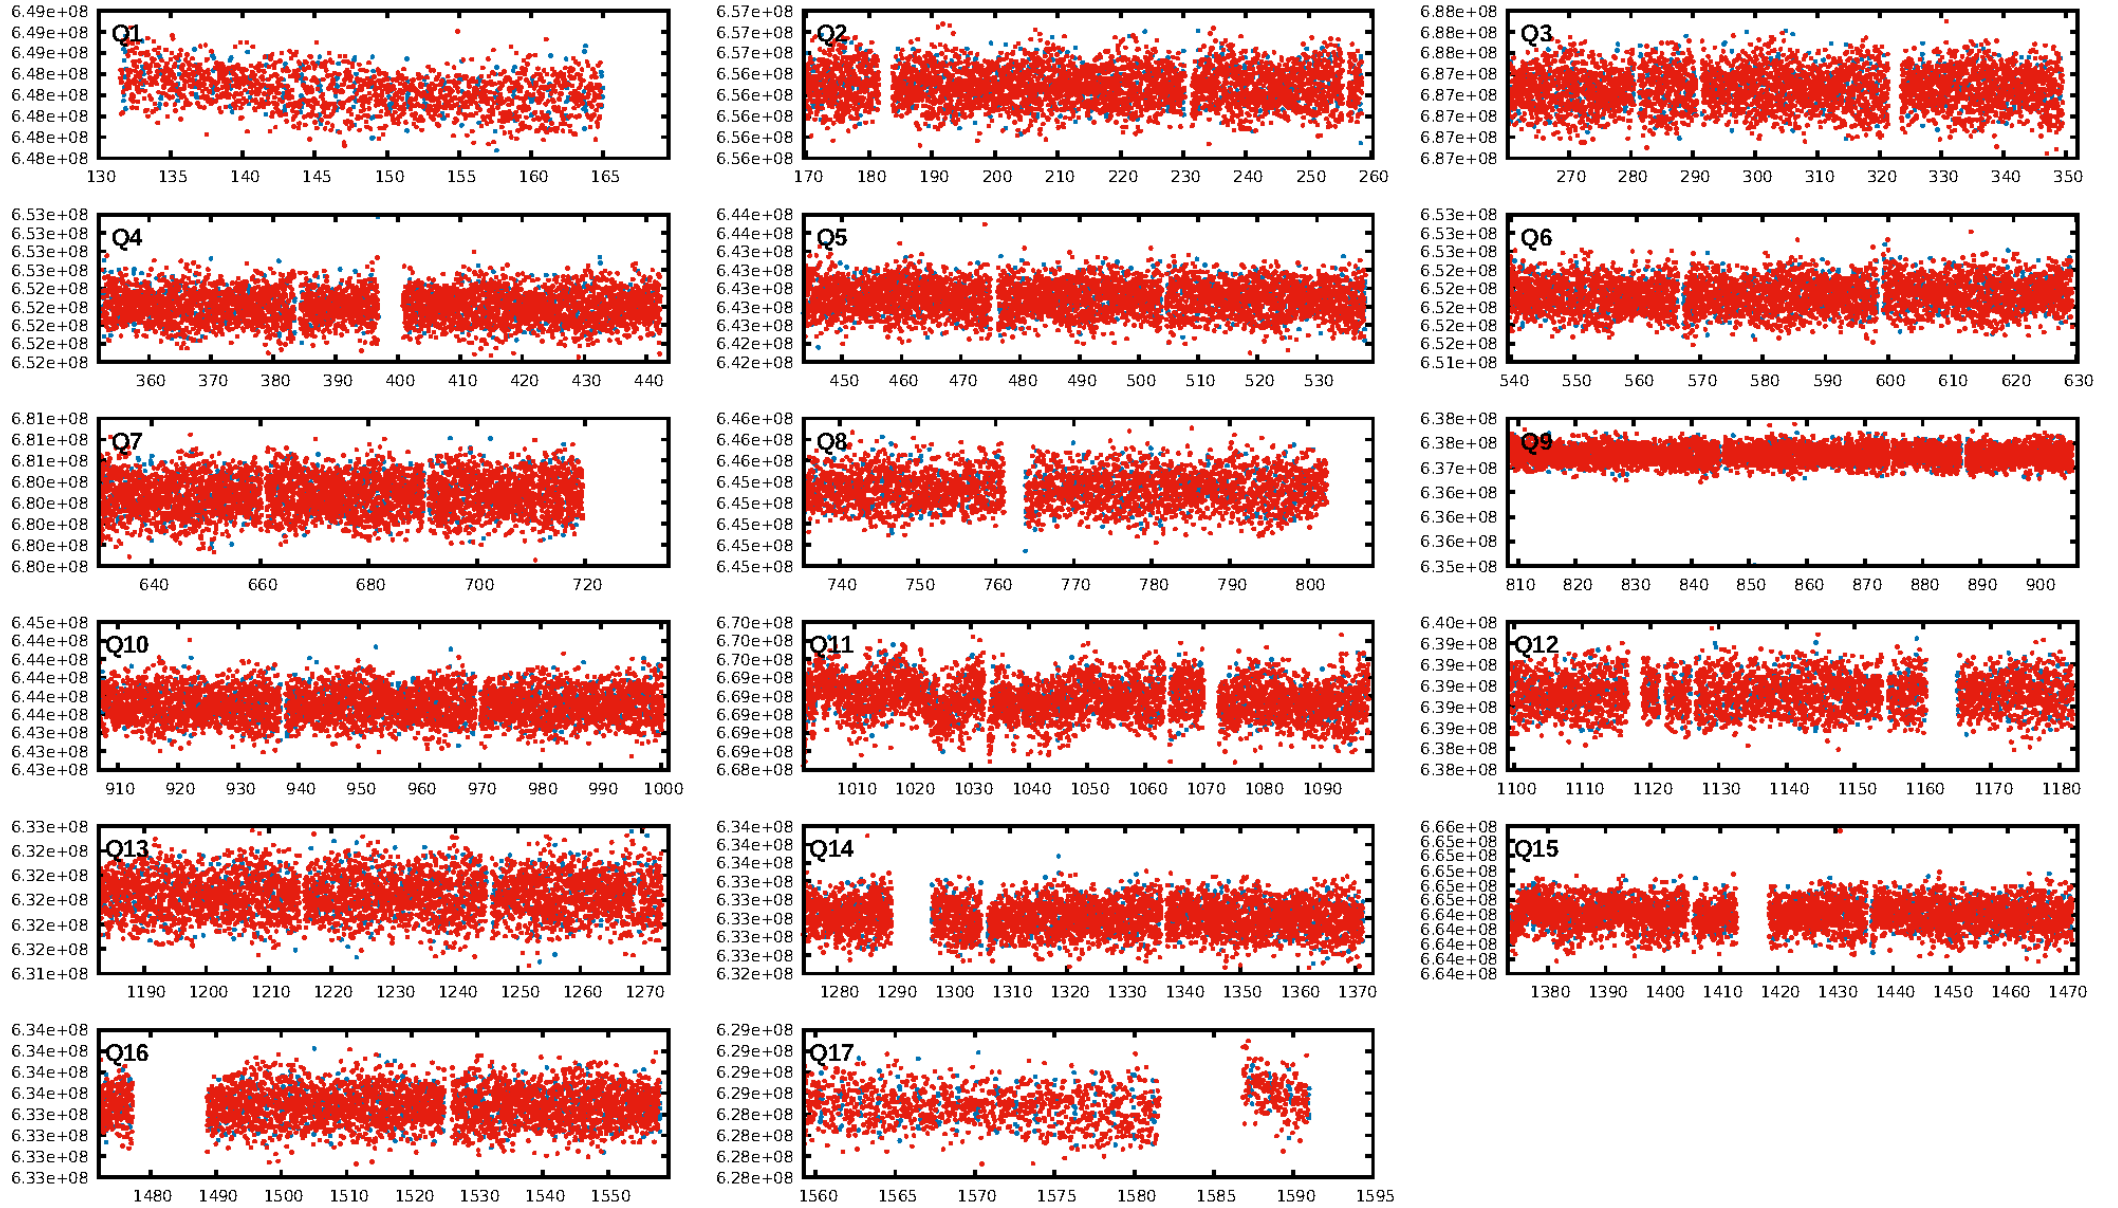 6.49e+08
Q1
6.49e+08
6.49e+08
6.48e+08
6.48e+08
6.48e+08
6.48e+08
6.48e+08
130 135 140 145 150 155 160 165
6.57e+08
Q2
6.57e+08
6.57e+08
6.56e+08
6.56e+08
6.56e+08
6.56e+08
6.56e+08
170 180 190 200 210 220 230 240 250 260
6.88e+08
Q3
6.88e+08
6.88e+08
6.87e+08
6.87e+08
6.87e+08
6.87e+08
6.87e+08
270 280 290 300 310 320 330 340 350
6.53e+08
Q4
6.53e+08
6.53e+08
6.53e+08
6.52e+08
6.52e+08
6.52e+08
6.52e+08
6.52e+08
360 370 380 390 400 410 420 430 440
6.44e+08
Q5
6.44e+08
6.43e+08
6.43e+08
6.43e+08
6.43e+08
6.43e+08
6.42e+08
6.42e+08
450 460 470 480 490 500 510 520 530
6.53e+08
Q6
6.53e+08
6.53e+08
6.52e+08
6.52e+08
6.52e+08
6.52e+08
6.52e+08
6.51e+08
540 550 560 570 580 590 600 610 620 630
6.81e+08
Q7
6.81e+08
6.81e+08
6.80e+08
6.80e+08
6.80e+08
6.80e+08
6.80e+08
640 660 680 700 720
6.46e+08
Q8
6.46e+08
6.46e+08
6.45e+08
6.45e+08
6.45e+08
6.45e+08
6.45e+08
740 750 760 770 780 790 800
6.38e+08
Q9
6.38e+08
6.37e+08
6.36e+08
6.36e+08
6.36e+08
6.35e+08
810 820 830 840 850 860 870 880 890 900
6.45e+08
Q10
6.44e+08
6.44e+08
6.44e+08
6.44e+08
6.44e+08
6.43e+08
6.43e+08
6.43e+08
910 920 930 940 950 960 970 980 990 1000
6.70e+08
Q11
6.70e+08
6.70e+08
6.69e+08
6.69e+08
6.69e+08
6.69e+08
6.69e+08
6.68e+08
1010 1020 1030 1040 1050 1060 1070 1080 1090
6.40e+08
Q12
6.39e+08
6.39e+08
6.39e+08
6.39e+08
6.39e+08
6.38e+08
6.38e+08
1100 1110 1120 1130 1140 1150 1160 1170 1180
6.33e+08
Q13
6.32e+08
6.32e+08
6.32e+08
6.32e+08
6.32e+08
6.31e+08
1190 1200 1210 1220 1230 1240 1250 1260 1270
6.34e+08
Q14
6.34e+08
6.34e+08
6.33e+08
6.33e+08
6.33e+08
6.33e+08
6.33e+08
6.32e+08
1280 1290 1300 1310 1320 1330 1340 1350 1360 1370
6.66e+08
Q15
6.65e+08
6.65e+08
6.65e+08
6.65e+08
6.65e+08
6.64e+08
6.64e+08
6.64e+08
6.64e+08
6.64e+08
1380 1390 1400 1410 1420 1430 1440 1450 1460 1470
6.34e+08
Q16
6.34e+08
6.34e+08
6.34e+08
6.33e+08
6.33e+08
6.33e+08
6.33e+08
1480 1490 1500 1510 1520 1530 1540 1550
6.29e+08
Q17
6.29e+08
6.29e+08
6.29e+08
6.28e+08
6.28e+08
6.28e+08
6.28e+08
1560 1565 1570 1575 1580 1585 1590 1595